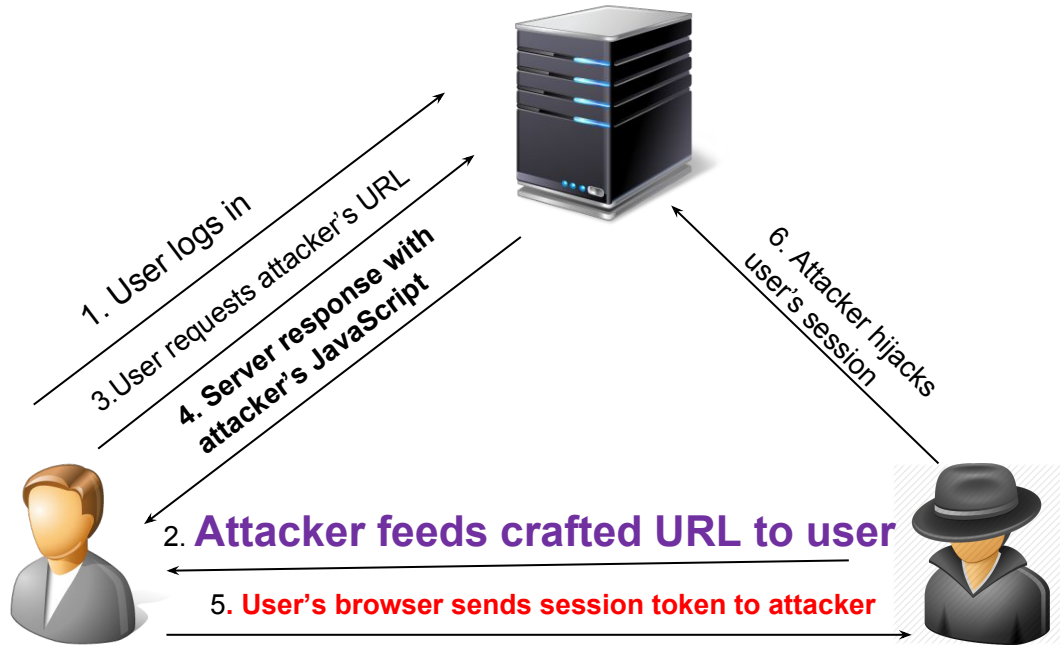 1. User logs in
3.User requests attacker's URL
4. Server response with
attacker's JavaScript
6. Attacker hijacks
user's session
2. Attacker feeds crafted URL to user
5. User's browser sends session token to attacker